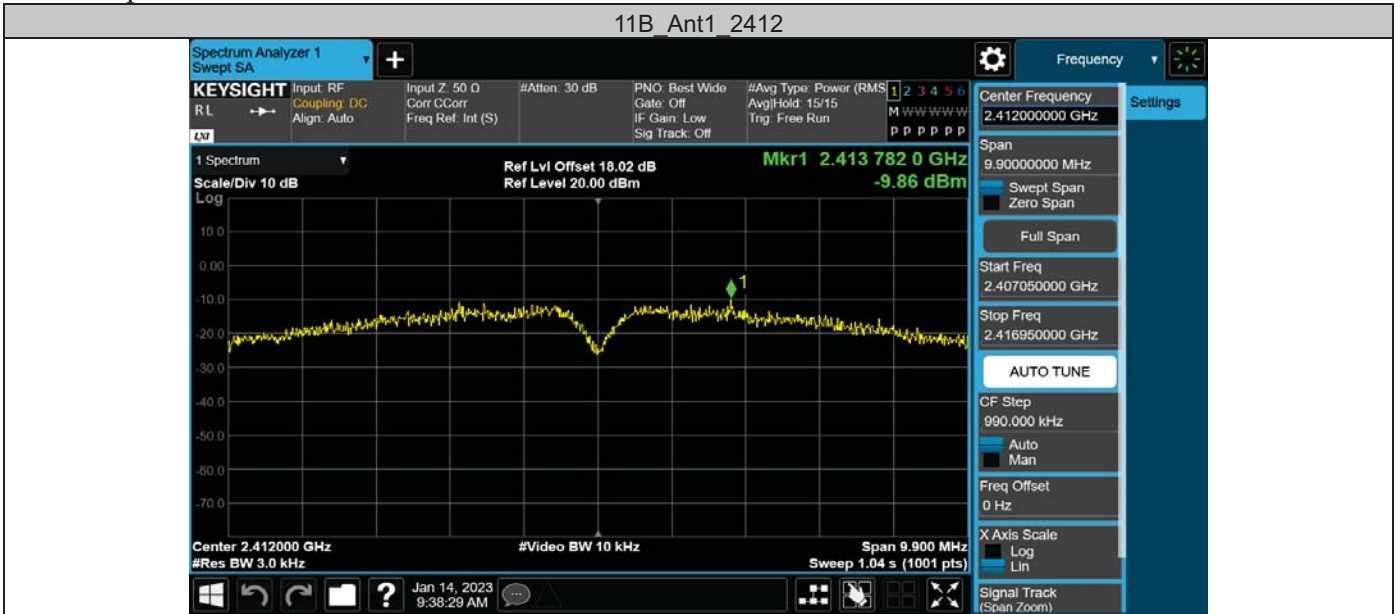 11B_Ant1_2412
Spectrum Analyzer 1
Swept SA
+
Frequency
KEYSIGHT
RL
LXI
Input: RF
Coupling: DC
Align: Auto
Input Z: 50 Ω
Corr CCorr
Freq Ref: Int (S)
#Atten: 30 dB
PNO: Best Wide
Gate: Off
IF Gain: Low
Sig Track: Off
#Avg Type: Power (RMS
Avg|Hold: 15/15
Trig: Free Run
1 2 3 4 5 6
M W W W W W
P P P P P P
1 Spectrum
Scale/Div 10 dB
Log
Ref Lvl Offset 18.02 dB
Ref Level 20.00 dBm
Mkr1 2.413 782 0 GHz
-9.86 dBm
10.0
0.00
-10.0
-20.0
-30.0
-40.0
-50.0
-60.0
-70.0
1
Center 2.412000 GHz
#Res BW 3.0 kHz
#Video BW 10 kHz
Span 9.900 MHz
Sweep 1.04 s (1001 pts)
?
Jan 14, 2023
9:38:29 AM
Center Frequency
2.412000000 GHz
Span
9.90000000 MHz
Swept Span
Zero Span
Full Span
Start Freq
2.407050000 GHz
Stop Freq
2.416950000 GHz
AUTO TUNE
CF Step
990.000 kHz
Auto
Man
Freq Offset
0 Hz
X Axis Scale
Log
Lin
Signal Track
(Span Zoom)
Settings